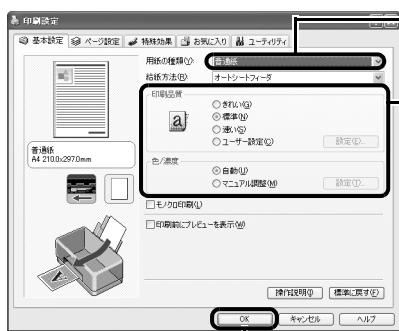 印刷設定
基本設定 ページ設定 特殊効果 お気に入り ユーティリティ
用紙の種類(Y): 普通紙
給紙方法(R): オートシートフィーダ
印刷品質
きれい(G)
標準(N)
速い(S)
ユーザー設定(C) 設定(E)...
普通紙
A4 210.0x297.0mm
色/濃度
自動(U)
マニュアル調整(M) 設定(T)...
モノクロ印刷(L)
印刷前にプレビューを表示(W)
操作説明(I) 標準に戻す(F)
OK キャンセル ヘルプ